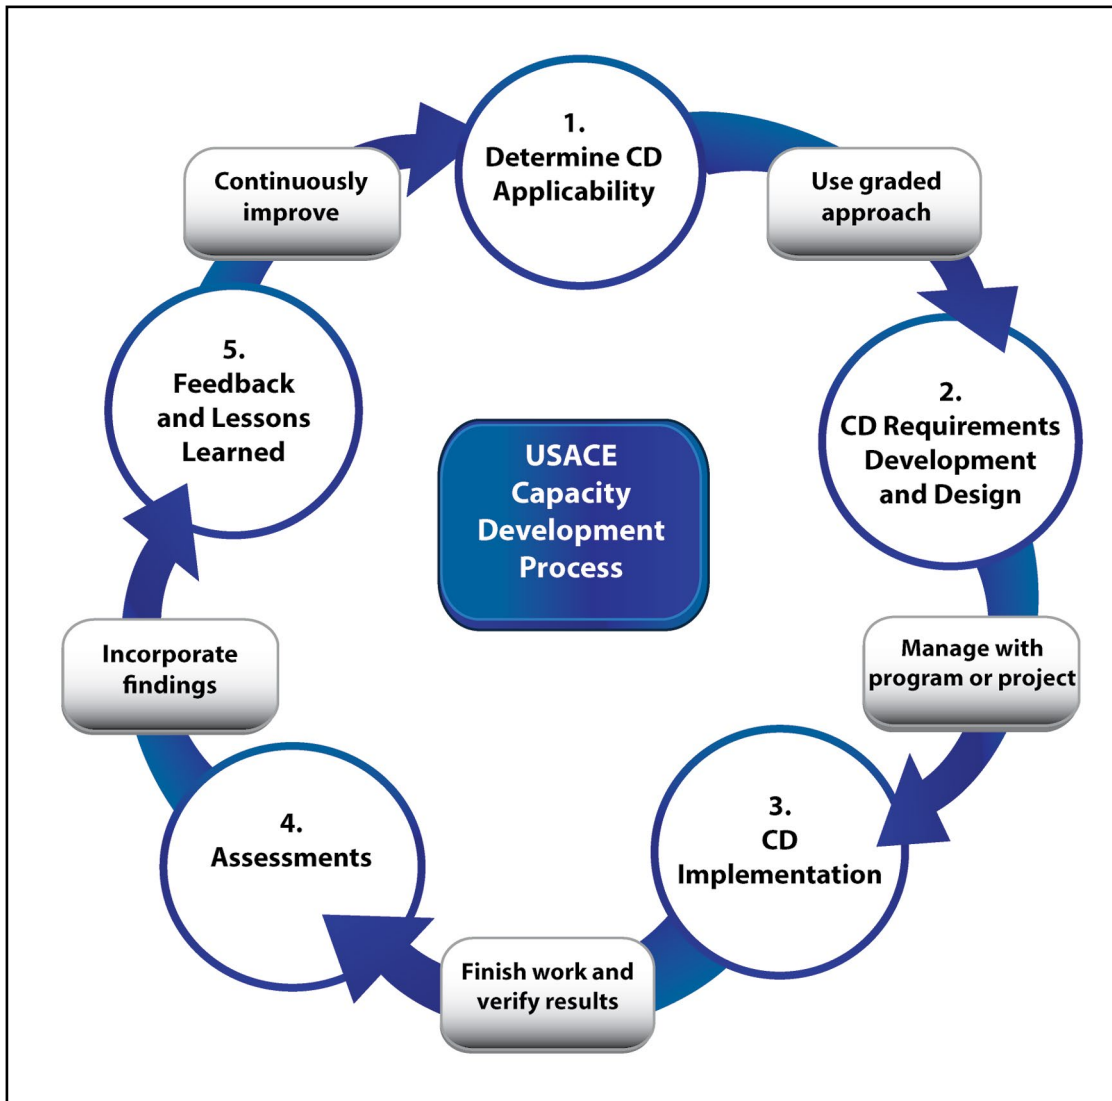 1.
Determine CD
Applicability
Use graded
approach
2.
CD Requirements
Development
and Design
Manage with
program or project
3.
CD
Implementation
Finish work and
verify results
4.
Assessments
Incorporate
findings
5.
Feedback
and Lessons
Learned
Continuously
improve
USACE
Capacity
Development
Process